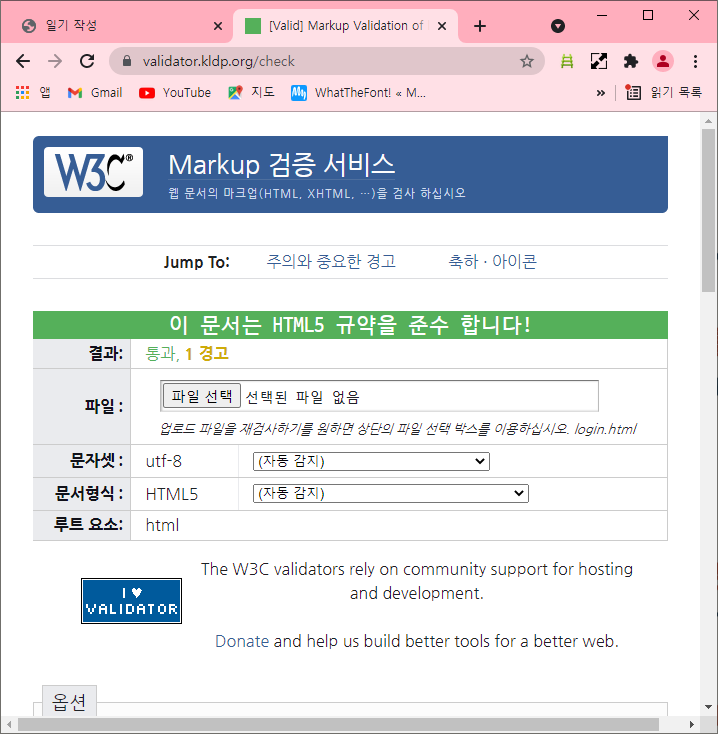 일기 작성
[Valid] Markup Validation of
validator.kldp.org/check
앱 Gmail YouTube 지도 WhatTheFont! « M... » 읽기 목록
W3C® Markup 검증 서비스
웹 문서의 마크업(HTML, XHTML, …)을 검사 하십시오
Jump To: 주의와 중요한 경고 축하 · 아이콘
이 문서는 HTML5 규약을 준수 합니다!
결과: 통과, 1 경고
파일 : 파일 선택 선택된 파일 없음
업로드 파일을 재검사하기를 원하면 상단의 파일 선택 박스를 이용하십시오. login.html
문자셋 : utf-8 (자동 감지)
문서형식 : HTML5 (자동 감지)
루트 요소: html
I ♥
VALIDATOR
The W3C validators rely on community support for hosting
and development.
Donate and help us build better tools for a better web.
옵션